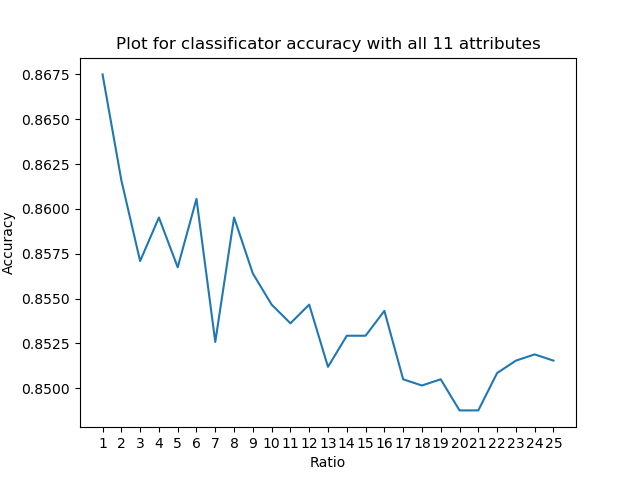 Plot for classificator accuracy with all 11 attributes
0.8675
0.8650
0.8625
0.8600
0.8575
0.8550
0.8525
0.8500
Accuracy
1 2 3 4 5 6 7 8 9 10 11 12 13 14 15 16 17 18 19 20 21 22 23 24 25
Ratio